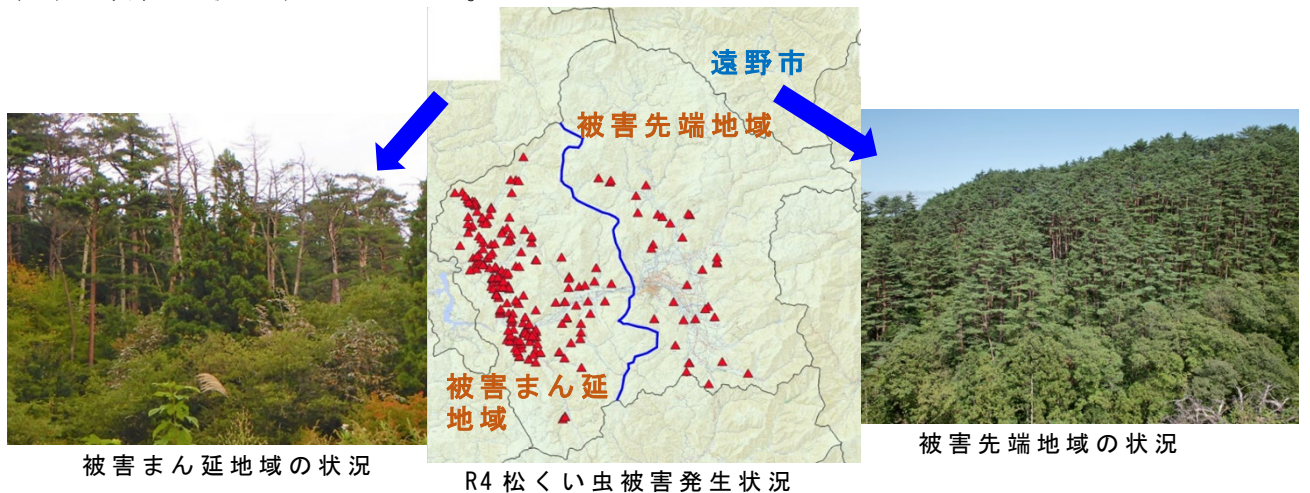 遠野市
被害先端地域
被害まん延
地域
被害まん延地域の状況
R4松くい虫被害発生状況
被害先端地域の状況